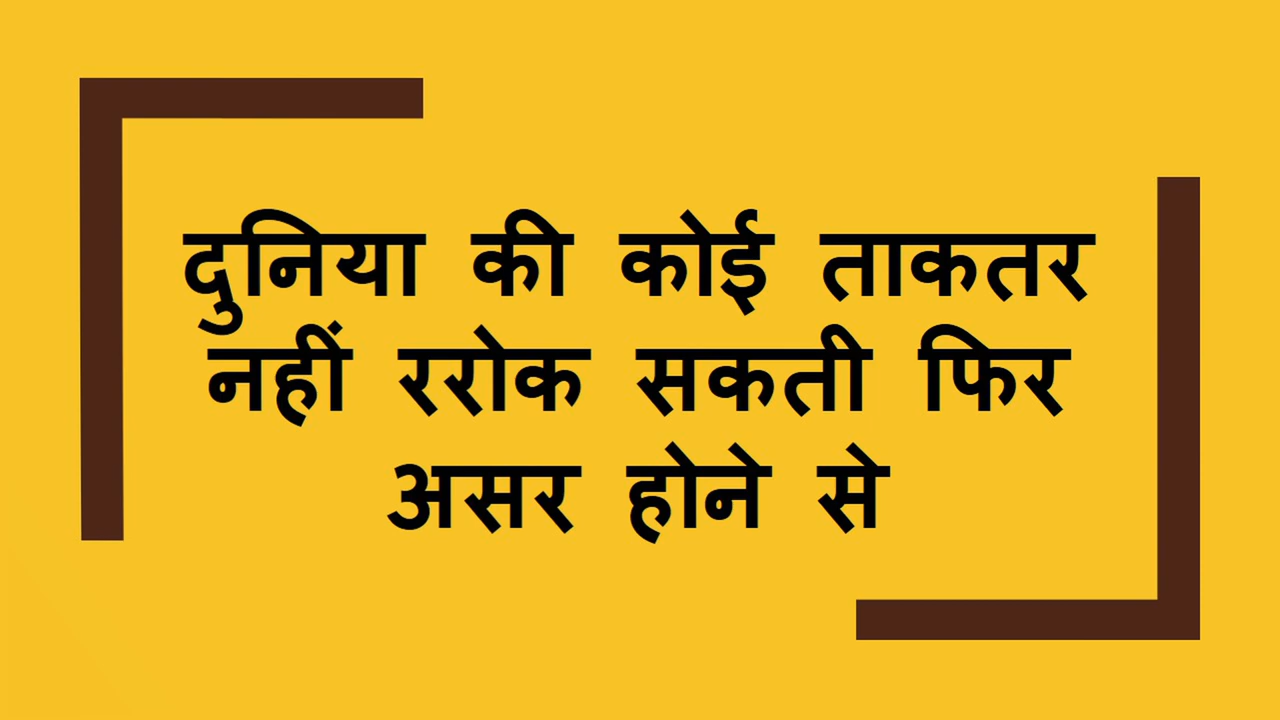 दुनिया की कोई ताकतर
नहीं ररोक सकती फिर
असर होने से